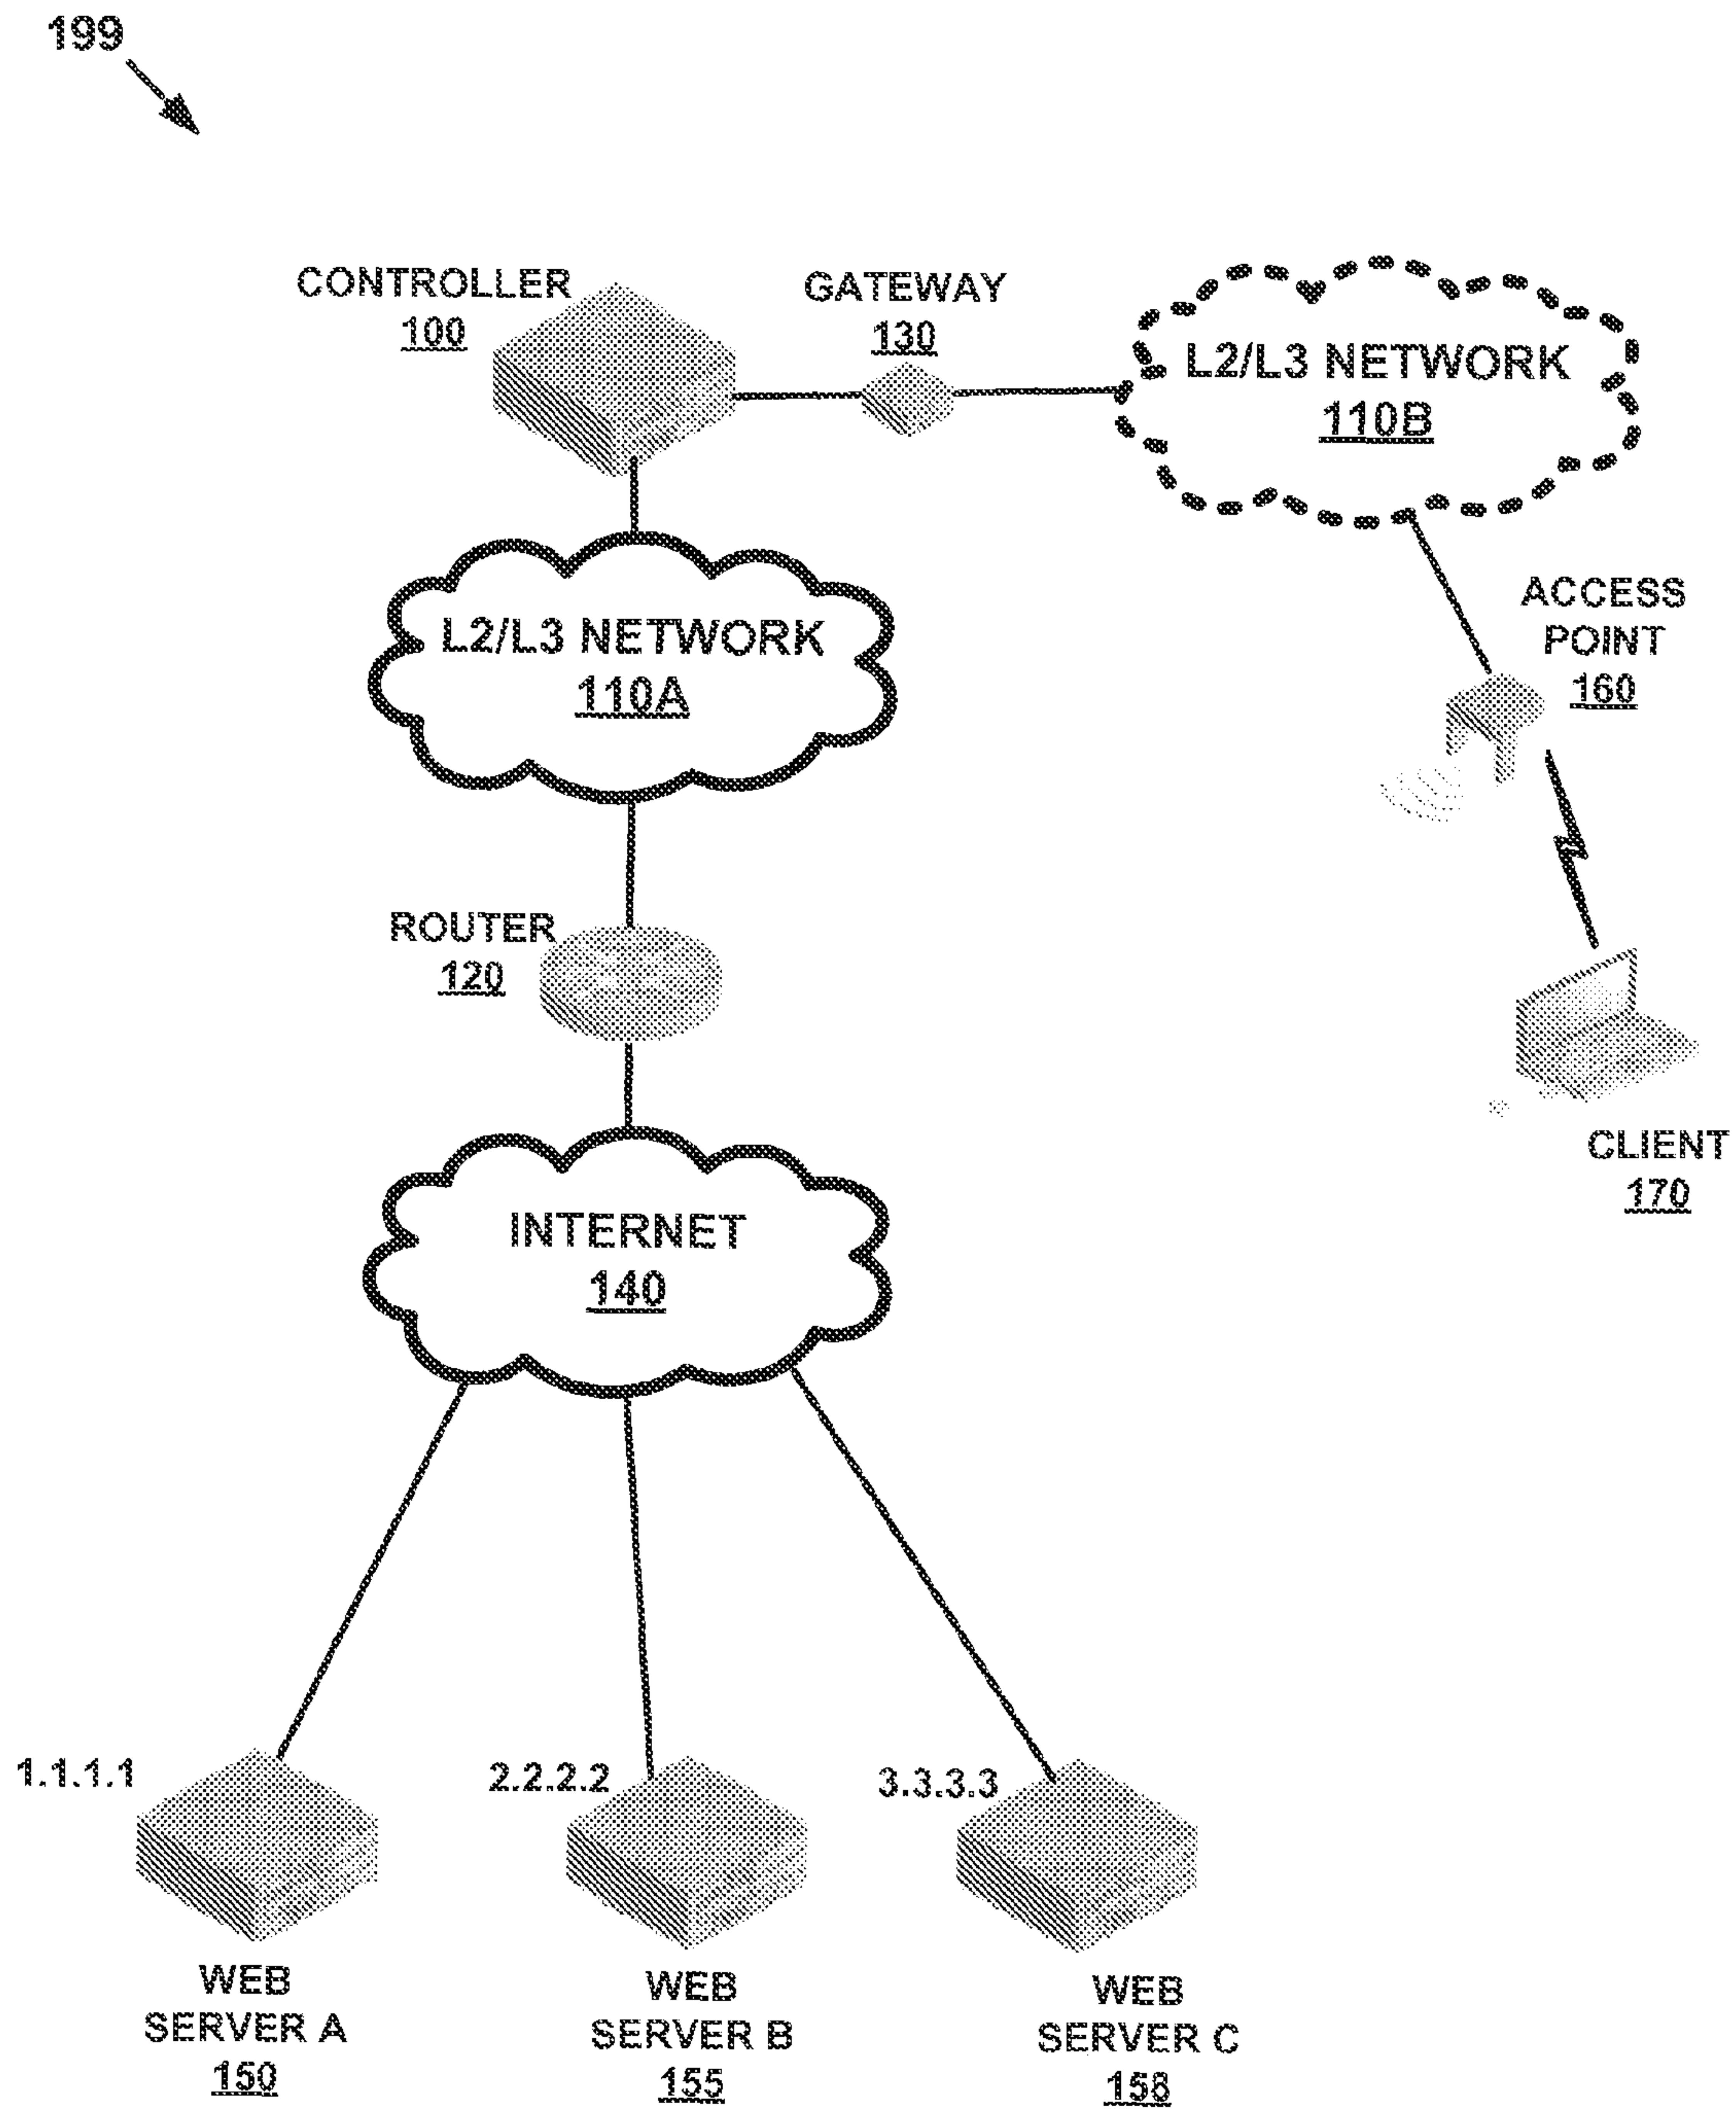 199
CONTROLLER
100
GATEWAY
130
L2/L3 NETWORK
110B
L2/L3 NETWORK
110A
ACCESS
POINT
160
ROUTER
120
CLIENT
170
INTERNET
140
1.1.1.1
2.2.2.2
3.3.3.3
WEB
SERVER A
150
WEB
SERVER B
155
WEB
SERVER C
158